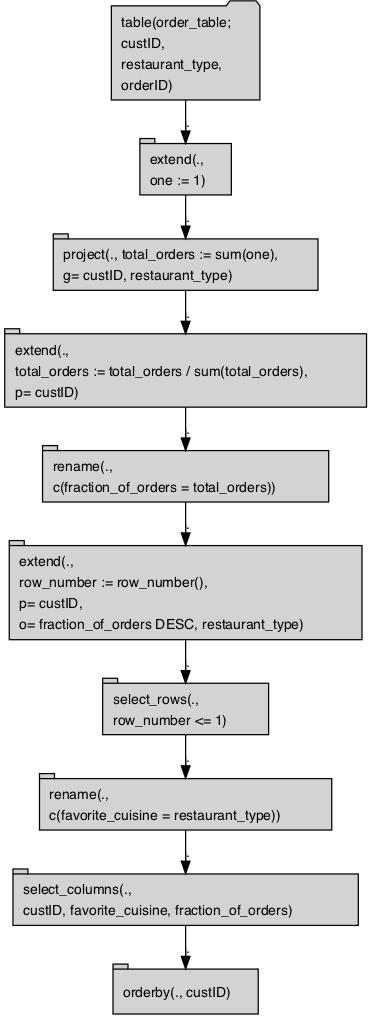 table(order_table;
custID,
restaurant_type,
orderID)
.
extend(.,
one := 1)
.
project(., total_orders := sum(one),
g= custID, restaurant_type)
.
extend(.,
total_orders := total_orders / sum(total_orders),
p= custID)
.
rename(.,
c(fraction_of_orders = total_orders))
.
extend(.,
row_number := row_number(),
p= custID,
o= fraction_of_orders DESC, restaurant_type)
.
select_rows(.,
row_number <= 1)
.
rename(.,
c(favorite_cuisine = restaurant_type))
.
select_columns(.,
custID, favorite_cuisine, fraction_of_orders)
.
orderby(., custID)